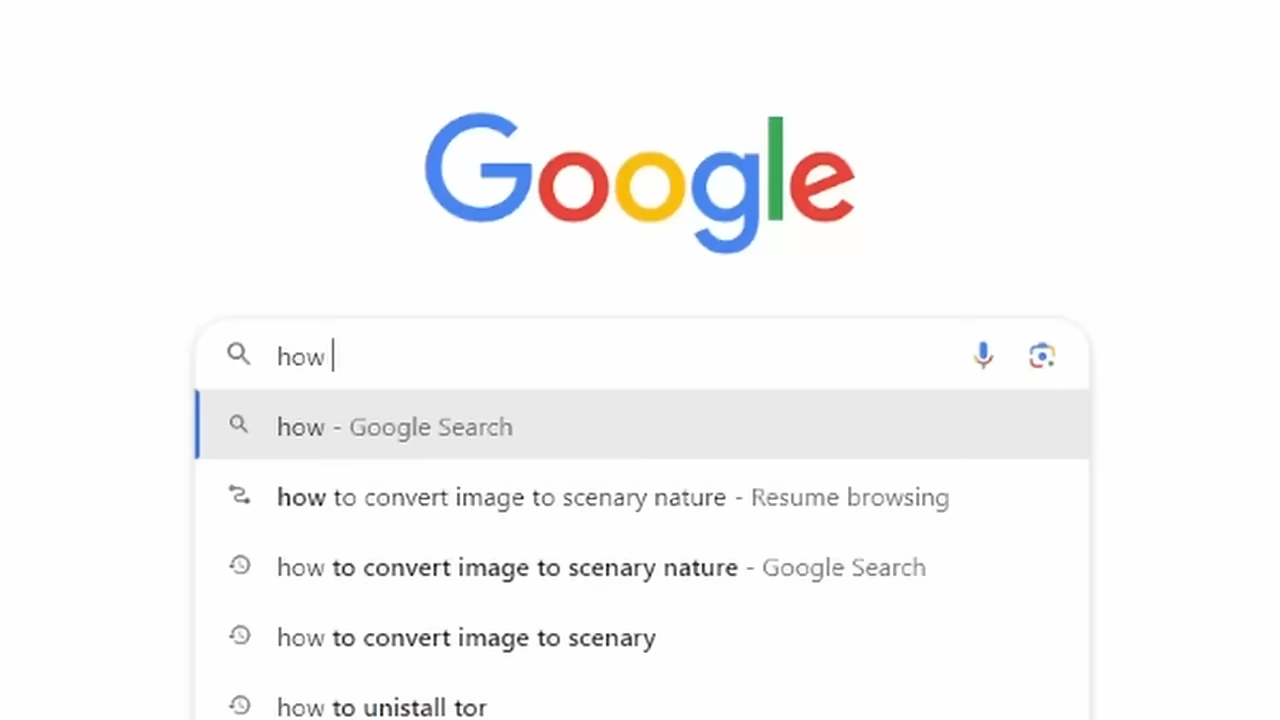 Google
how
how - Google Search
how to convert image to scenary nature - Resume browsing
how to convert image to scenary nature - Google Search
how to convert image to scenary
how to unistall tor